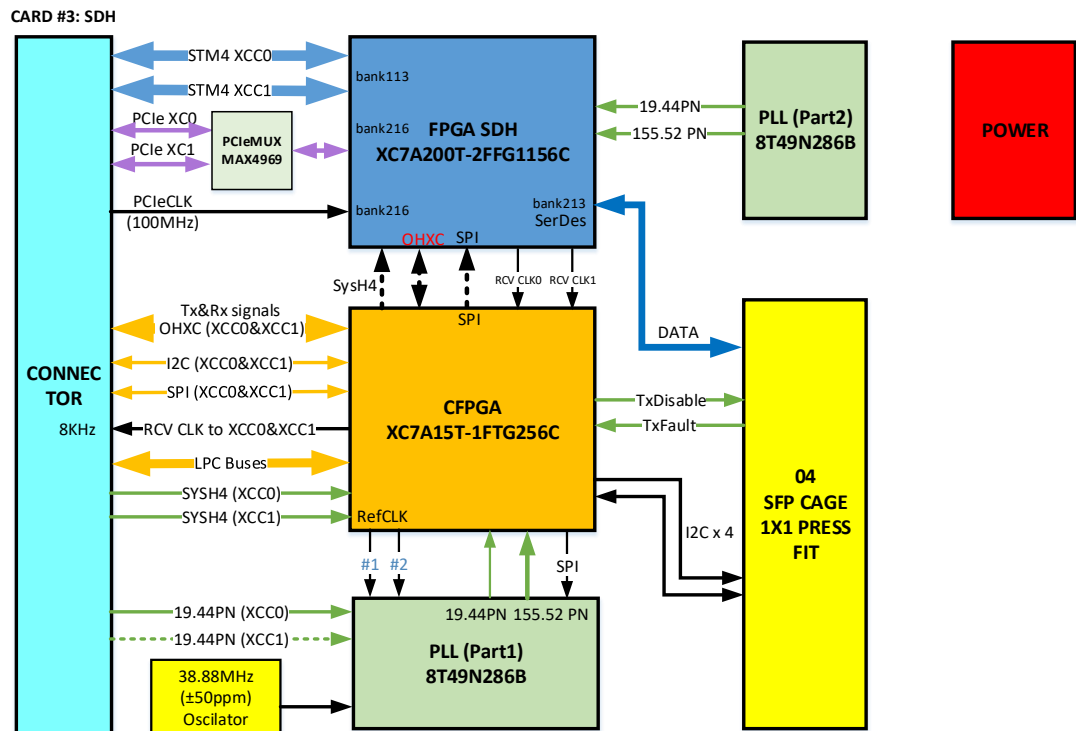 CARD #3: SDH
STM4 XCC0
STM4 XCC1
PCIe XC0
PCIe XC1
PCIeMUX
MAX4969
PCIeCLK
(100MHz)
bank113
bank216
FPGA SDH
XC7A200T-2FFG1156C
bank216
bank213
SerDes
OHXC
SPI
19.44PN
155.52 PN
PLL (Part2)
8T49N286B
POWER
SysH4
RCV CLK0
RCV CLK1
Tx&Rx signals
OHXC (XCC0&XCC1)
I2C (XCC0&XCC1)
SPI (XCC0&XCC1)
CONNEC
TOR
8KHz
RCV CLK to XCC0&XCC1
LPC Buses
SYSH4 (XCC0)
SYSH4 (XCC1)
SPI
CFPGA
XC7A15T-1FTG256C
RefCLK
DATA
TxDisable
TxFault
I2C x 4
04
SFP CAGE
1X1 PRESS
FIT
#1
#2
SPI
19.44PN (XCC0)
19.44PN (XCC1)
19.44PN
155.52 PN
PLL (Part1)
8T49N286B
38.88MHz
(±50ppm)
Oscilator